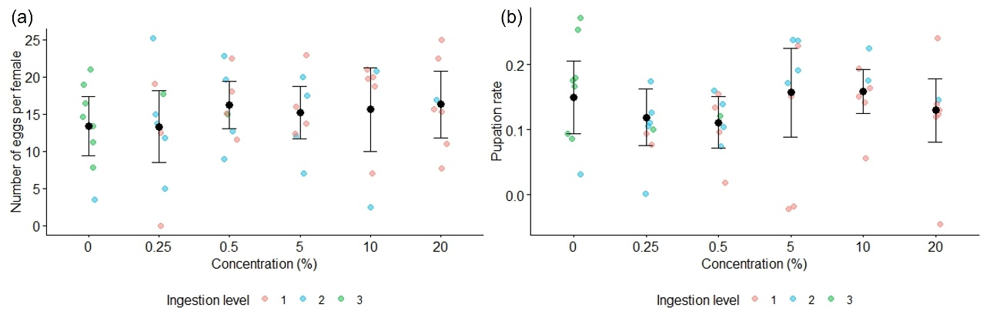 (a)
Number of eggs per female
25
20
15
10
5
0
0 0.25 0.5 5 10 20
Concentration (%)
Ingestion level 1 2 3
(b)
Pupation rate
0.2
0.1
0.0
0 0.25 0.5 5 10 20
Concentration (%)
Ingestion level 1 2 3